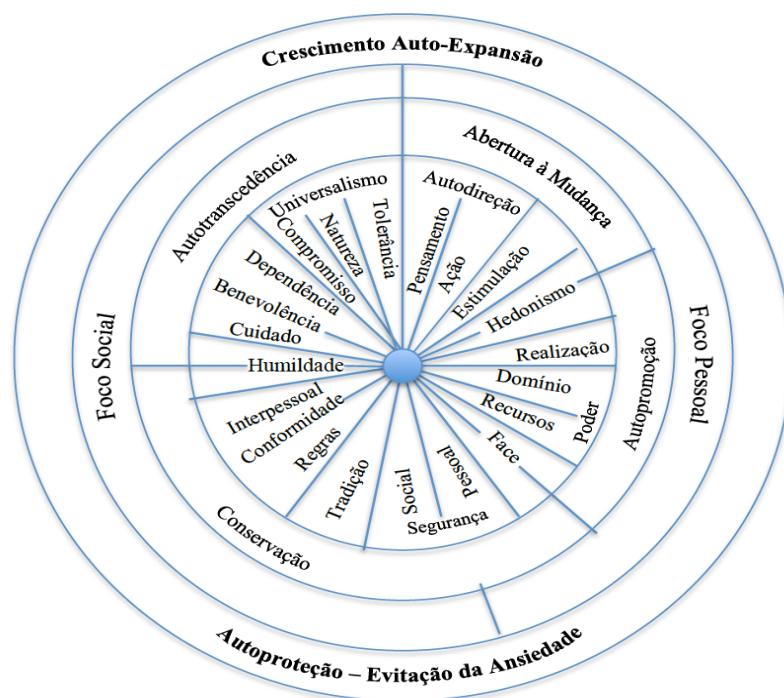 Crescimento Auto-Expansão
Abertura à Mudança
Autotranscedência
Universalismo
Autodireção
Tolerância
Natureza
Compromisso
Pensamento
Ação
Estimulação
Dependência
Benevolência
Cuidado
Hedonismo
Realização
Humildade
Domínio
Recursos
Poder
Face
Interpessoal
Conformidade
Regras
Tradição
Social
Pessoal
Segurança
Foco Social
Foco Pessoal
Autopromoção
Conservação
Autoproteção – Evitação da Ansiedade